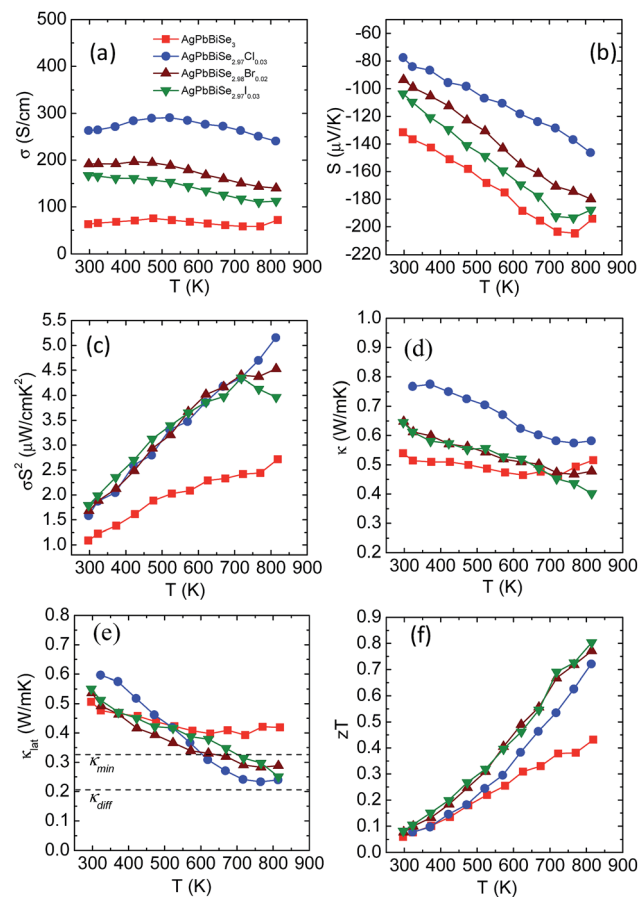 (a)
AgPbBiSe3
AgPbBiSe2.97Cl0.03
AgPbBiSe2.98Br0.02
AgPbBiSe2.97I0.03
σ (S/cm)
500
400
300
200
100
0
300 400 500 600 700 800 900
T (K)
(b)
S (μV/K)
-40
-60
-80
-100
-120
-140
-160
-180
-200
-220
300 400 500 600 700 800 900
T (K)
(c)
σS² (μW/cmK²)
5.5
5.0
4.5
4.0
3.5
3.0
2.5
2.0
1.5
1.0
300 400 500 600 700 800 900
T (K)
(d)
κ (W/mK)
1.0
0.9
0.8
0.7
0.6
0.5
0.4
0.3
0.2
300 400 500 600 700 800 900
T (K)
(e)
κlat (W/mK)
0.8
0.7
0.6
0.5
0.4
0.3
0.2
0.1
0.0
κmin
κdiff
300 400 500 600 700 800 900
T (K)
(f)
zT
0.9
0.8
0.7
0.6
0.5
0.4
0.3
0.2
0.1
0.0
300 400 500 600 700 800 900
T (K)